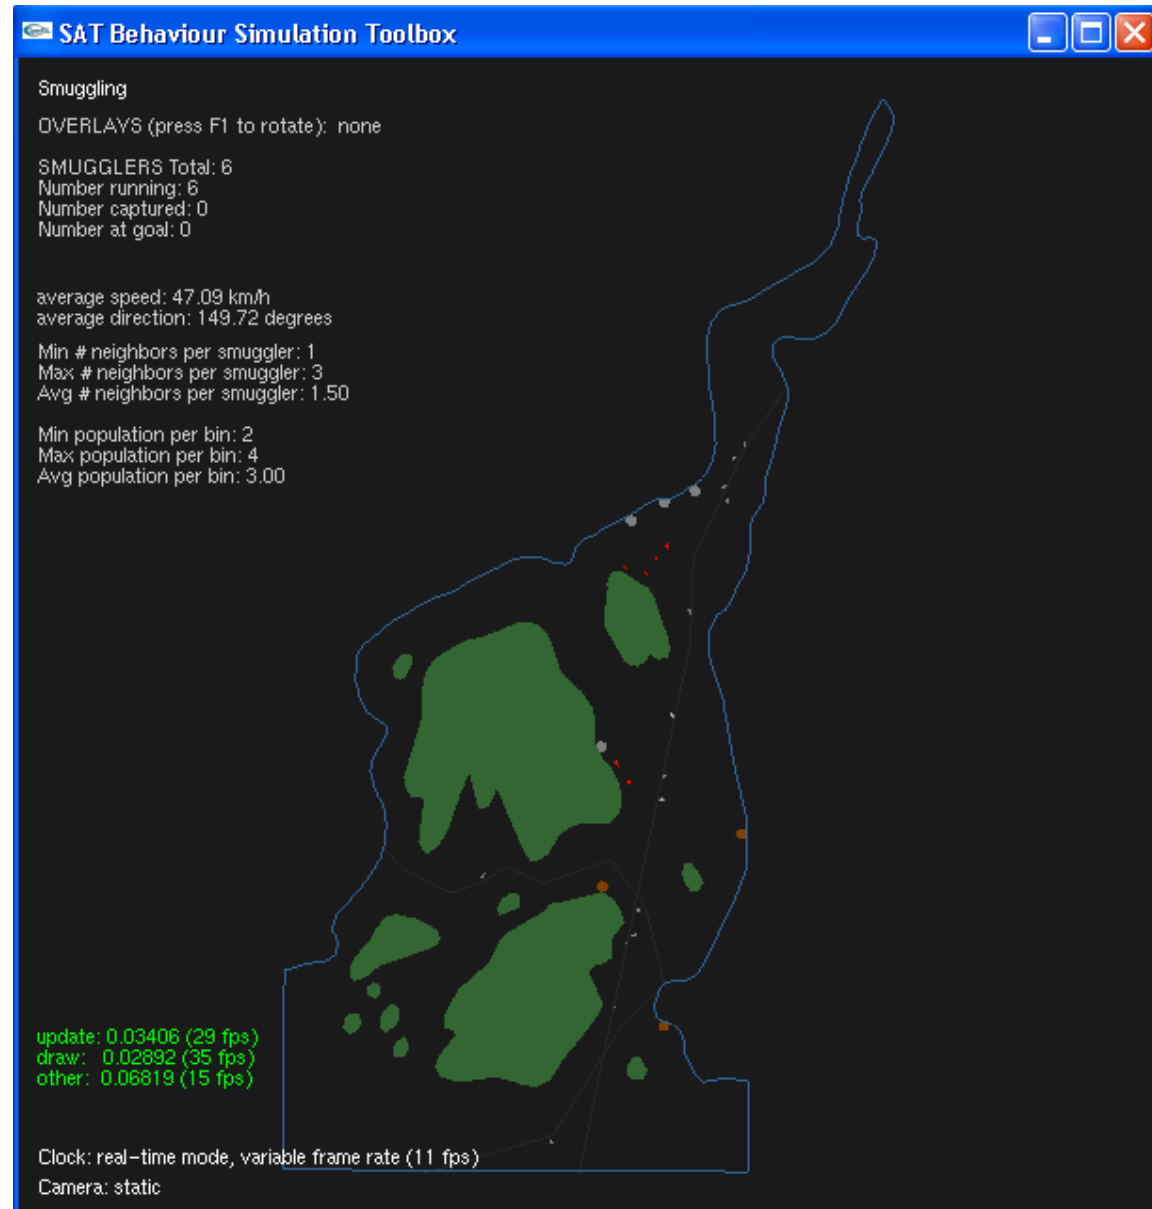 SAT Behaviour Simulation Toolbox
Smuggling
OVERLAYS (press F1 to rotate): none
SMUGGLERS Total: 6
Number running: 6
Number captured: 0
Number at goal: 0
average speed: 47.09 km/h
average direction: 149.72 degrees
Min # neighbors per smuggler: 1
Max # neighbors per smuggler: 3
Avg # neighbors per smuggler: 1.50
Min population per bin: 2
Max population per bin: 4
Avg population per bin: 3.00
update: 0.03406 (29 fps)
draw: 0.02892 (35 fps)
other: 0.06819 (15 fps)
Clock: real-time mode, variable frame rate (11 fps)
Camera: static